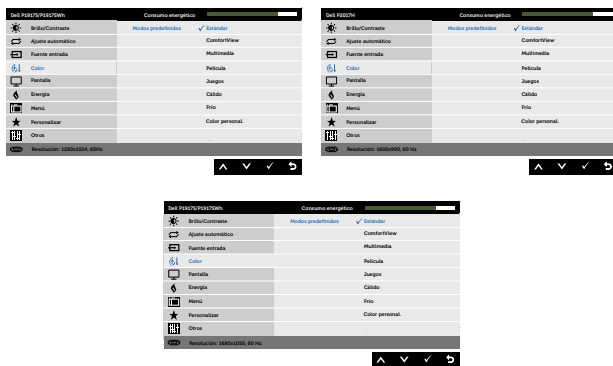 Dell P1917S/P1917SWh Consumo energético
Brillo/Contraste Modos predefinidos ✓ Estándar
Ajuste automático ComfortView
Fuente entrada Multimedia
Color Película
Pantalla Juegos
Energía Cálido
Menú Frío
Personalizar Color personal.
Otros
Resolución: 1280x1024, 60Hz
Dell P2017H Consumo energético
Brillo/Contraste Modos predefinidos ✓ Estándar
Ajuste automático ComfortView
Fuente entrada Multimedia
Color Película
Pantalla Juegos
Energía Cálido
Menú Frío
Personalizar Color personal.
Otros
Resolución: 1600x900, 60 Hz
Dell P1917S/P1917SWh Consumo energético
Brillo/Contraste Modos predefinidos ✓ Estándar
Ajuste automático ComfortView
Fuente entrada Multimedia
Color Película
Pantalla Juegos
Energía Cálido
Menú Frío
Personalizar Color personal.
Otros
Resolución: 1680x1050, 60 Hz